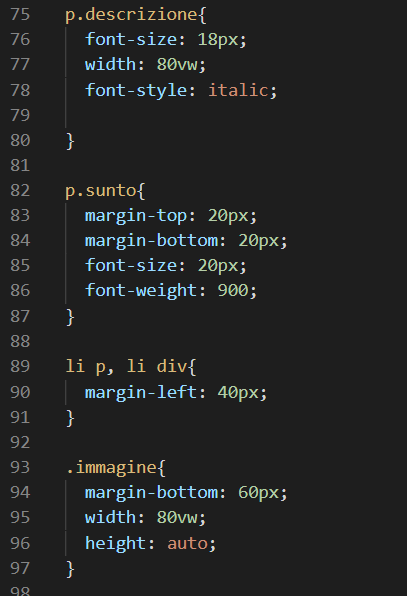 75 p.descrizione{
76 font-size: 18px;
77 width: 80vw;
78 font-style: italic;
79
80 }
81
82 p.sunto{
83 margin-top: 20px;
84 margin-bottom: 20px;
85 font-size: 20px;
86 font-weight: 900;
87 }
88
89 li p, li div{
90 margin-left: 40px;
91 }
92
93 .immagine{
94 margin-bottom: 60px;
95 width: 80vw;
96 height: auto;
97 }
98